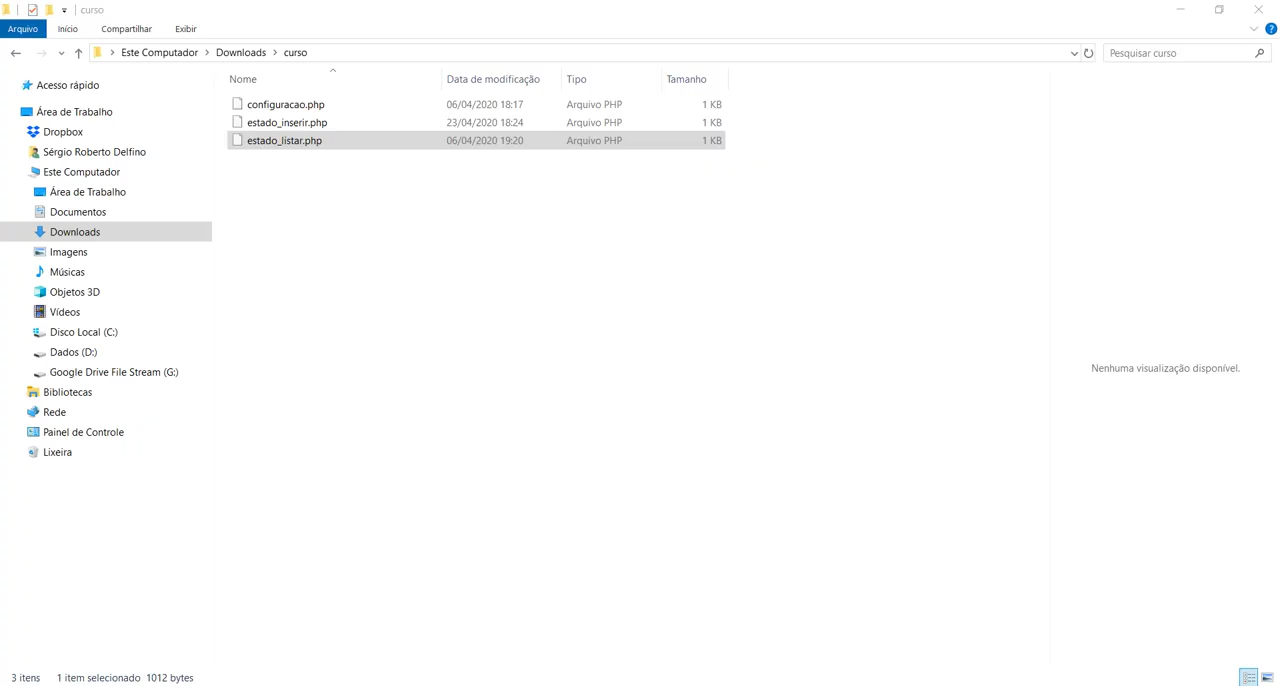 curso
Arquivo Início Compartilhar Exibir
Este Computador Downloads curso
Pesquisar curso
Nome Data de modificação Tipo Tamanho
configuracao.php 06/04/2020 18:17 Arquivo PHP 1 KB
estado_inserir.php 23/04/2020 18:24 Arquivo PHP 1 KB
estado_listar.php 06/04/2020 19:20 Arquivo PHP 1 KB
Acesso rápido
Área de Trabalho
Dropbox
Sérgio Roberto Delfino
Este Computador
Área de Trabalho
Documentos
Downloads
Imagens
Músicas
Objetos 3D
Vídeos
Disco Local (C:)
Dados (D:)
Google Drive File Stream (G:)
Bibliotecas
Rede
Painel de Controle
Lixeira
Nenhuma visualização disponível.
3 itens 1 item selecionado 1012 bytes